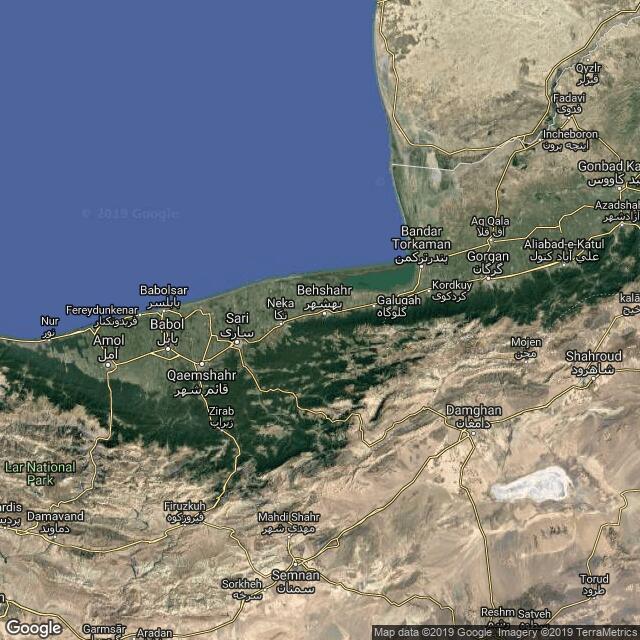 Qyzlr
قیزلر
Fadavi
فدوی
Incheboron
اینچه برون
Gonbad Ka
بد کاووس
© 2019 Google
Azadshah
آزادشهر
Aq Qala
آق قلا
Bandar
Torkaman
بندرترکمن
Aliabad-e-Katul
علی آباد کتول
Gorgan
گرگان
Kordkuy
کردکوی
Babolsar
بابلسر
Behshahr
بهشهر
Galugah
گلوگاه
Neka
نکا
Fereydunkenar
فریدونکنار
Nur
نور
Babol
بابل
Sari
ساری
Amol
آمل
Mojen
مجن
Shahroud
شاهرود
Qaemshahr
قائم شهر
Zirab
زیراب
Damghan
دامغان
Lar National
Park
Firuzkuh
فیروزکوه
Damavand
دماوند
Mahdi Shahr
مهدی شهر
Semnan
سمنان
Sorkheh
سرخه
Torud
طرود
Reshm
Satveh
Garmsār
Aradan
Google
Map data ©2019 Google Imagery ©2019 TerraMetrics